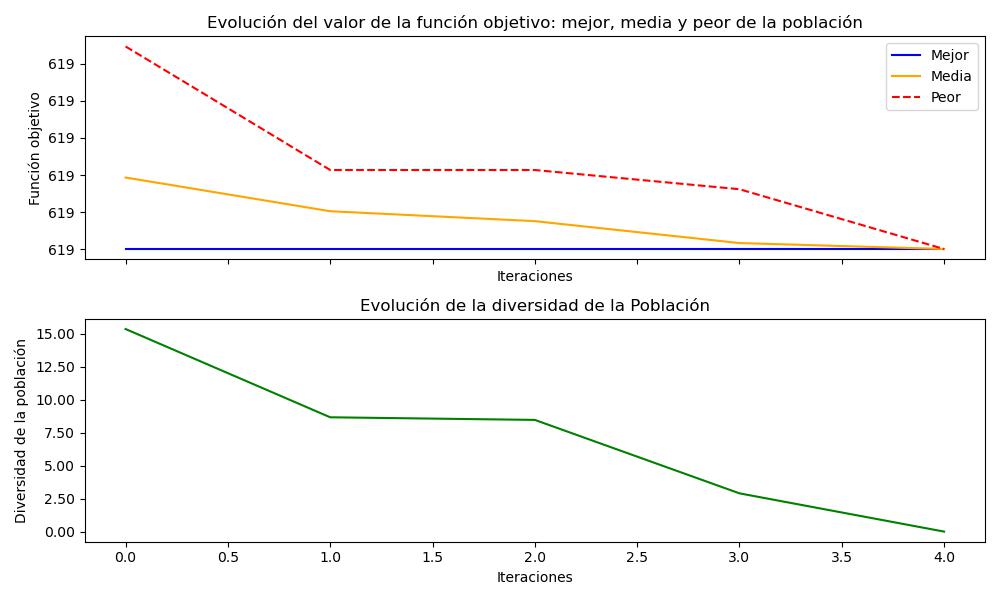 Evolución del valor de la función objetivo: mejor, media y peor de la población
Mejor
Media
Peor
619
619
619
619
619
619
Función objetivo
Iteraciones
Evolución de la diversidad de la Población
15.00
12.50
10.00
7.50
5.00
2.50
0.00
Diversidad de la población
0.0 0.5 1.0 1.5 2.0 2.5 3.0 3.5 4.0
Iteraciones